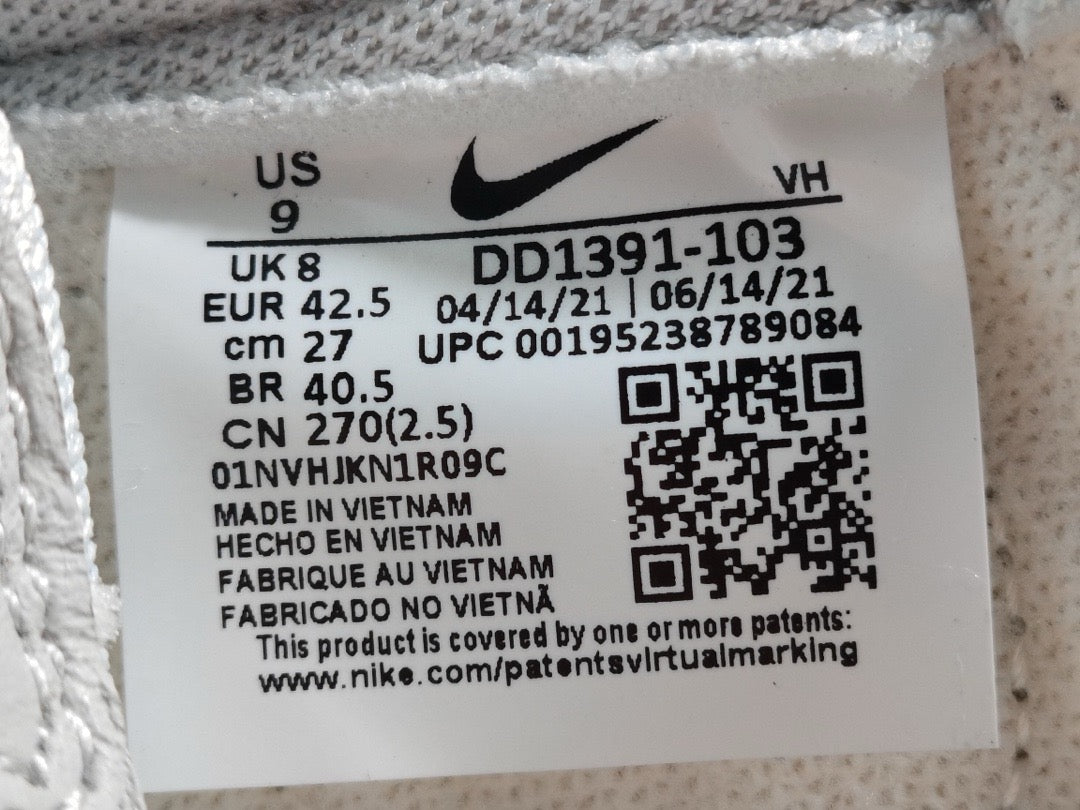 US
9
VH
UK 8
DD1391-103
EUR 42.5
04/14/21 | 06/14/21
cm 27
UPC 00195238789084
BR 40.5
CN 270(2.5)
01NVHJKN1R09C
MADE IN VIETNAM
HECHO EN VIETNAM
FABRIQUE AU VIETNAM
FABRICADO NO VIETNÃ
This product is covered by one or more patents:
www.nike.com/patentsvirtualmarking